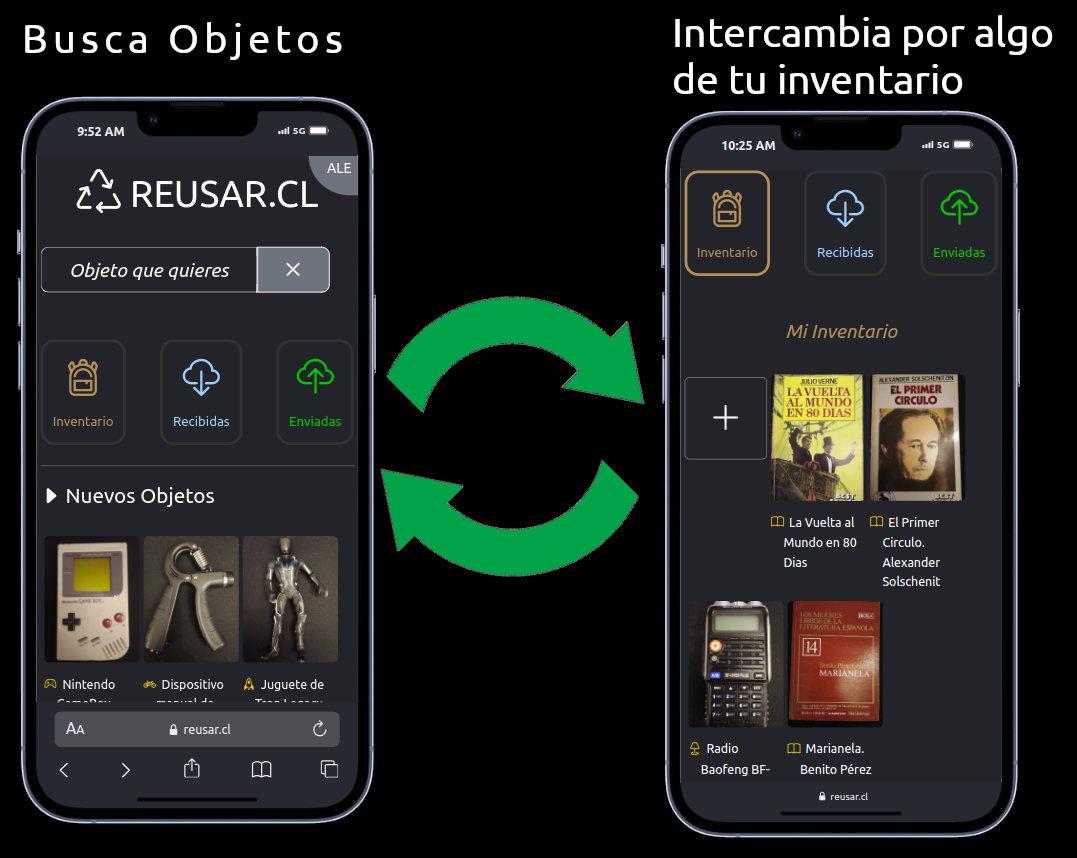 Busca Objetos
9:52 AM
5G
ALE
REUSAR.CL
Objeto que quieres
Inventario
Recibidas
Enviadas
Nuevos Objetos
Nintendo
Dispositivo
Juguete de
AA
reusar.cl
Intercambia por algo
de tu inventario
10:25 AM
5G
Inventario
Recibidas
Enviadas
Mi Inventario
JULIO VERNE
LA VUELTA
AL MUNDO
EN 80 DIAS
BEST
ALEXANDER SOLSCHENITZIN
EL PRIMER
CIRCULO
BEST
La Vuelta al
Mundo en 80
Dias
El Primer
Circulo.
Alexander
Solschenit
LOS MEJORES
LIBROS DE LA
LITERATURA ESPAÑOLA
14
MARIANELA
Radio
Baofeng BF-
Marianela.
Benito Pérez
reusar.cl